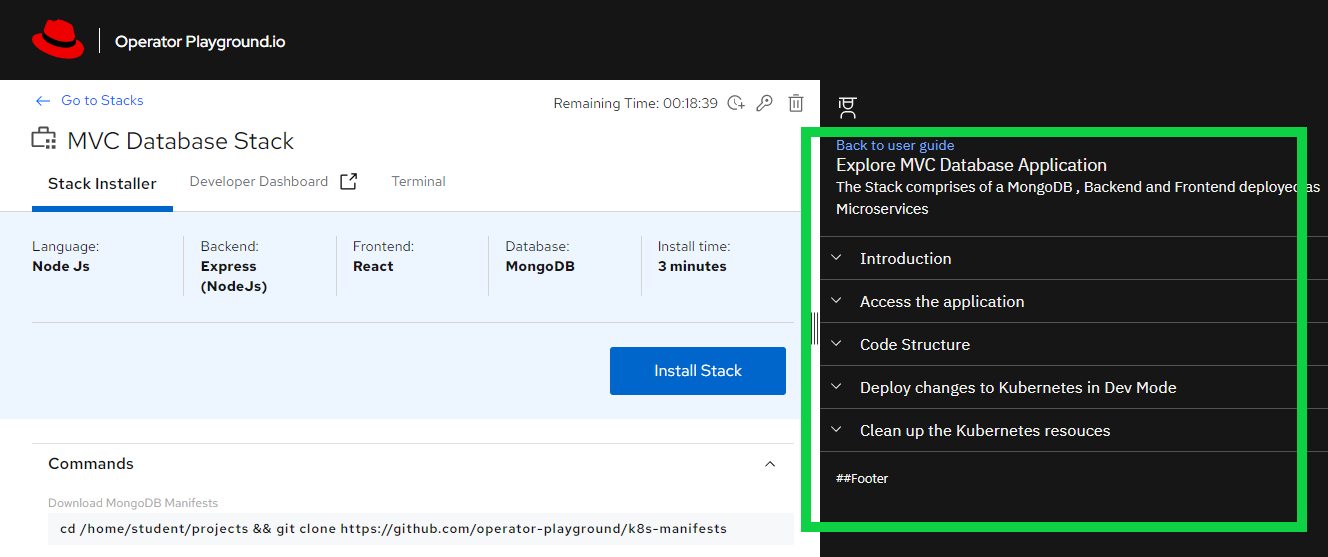 Operator Playground.io
Go to Stacks
Remaining Time: 00:18:39
MVC Database Stack
Stack Installer
Developer Dashboard
Terminal
Language:
Node Js
Backend:
Express
(NodeJs)
Frontend:
React
Database:
MongoDB
Install time:
3 minutes
Install Stack
Commands
Download MongoDB Manifests
cd /home/student/projects && git clone https://github.com/operator-playground/k8s-manifests
Back to user guide
Explore MVC Database Application
The Stack comprises of a MongoDB , Backend and Frontend deployed as
Microservices
Introduction
Access the application
Code Structure
Deploy changes to Kubernetes in Dev Mode
Clean up the Kubernetes resouces
##Footer